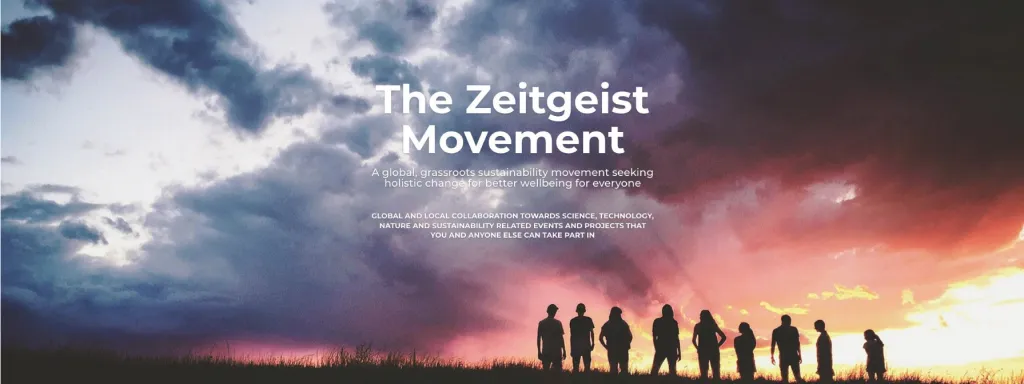 The Zeitgeist
Movement
A global, grassroots sustainability movement seeking
holistic change for better wellbeing for everyone
GLOBAL AND LOCAL COLLABORATION TOWARDS SCIENCE, TECHNOLOGY,
NATURE AND SUSTAINABILITY RELATED EVENTS AND PROJECTS THAT
YOU AND ANYONE ELSE CAN TAKE PART IN